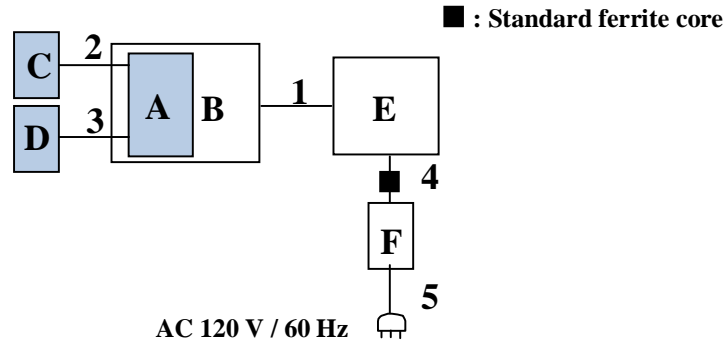 ■ : Standard ferrite core
C
2
A
B
1
E
D
3
4
F
5
AC 120 V / 60 Hz